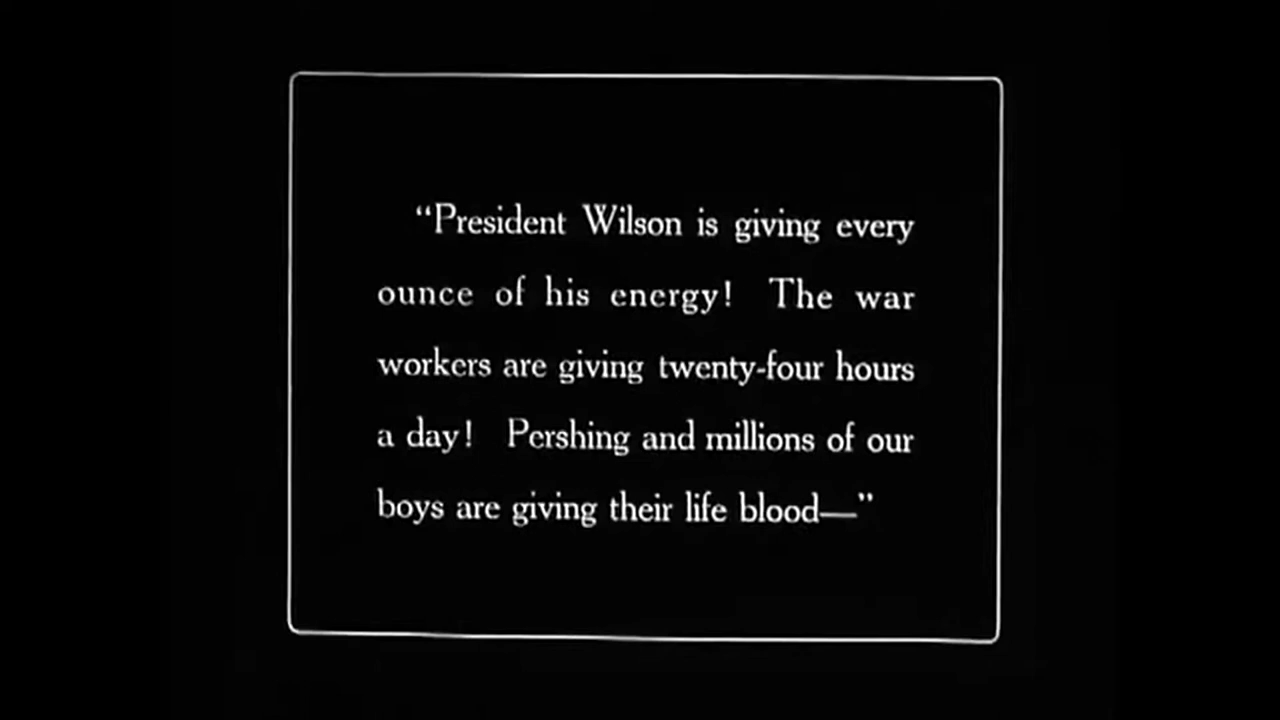 “President Wilson is giving every
ounce of his energy! The war
workers are giving twenty-four hours
a day! Pershing and millions of our
boys are giving their life blood—”